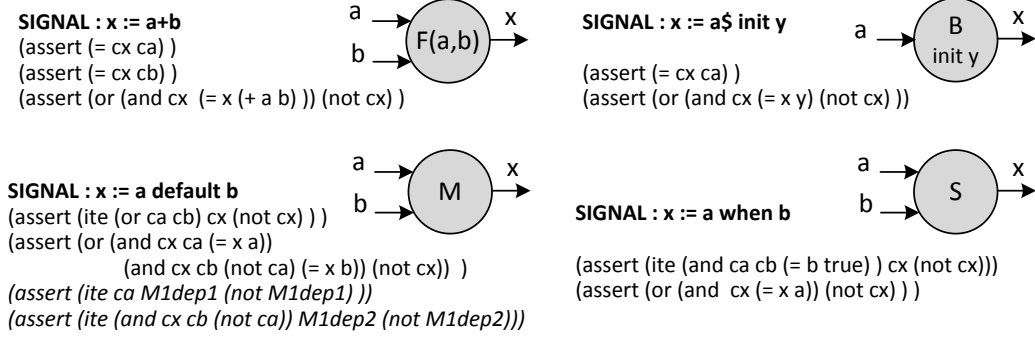 SIGNAL : x := a+b
(assert (= cx ca) )
(assert (= cx cb) )
(assert (or (and cx  (= x (+ a b) )) (not cx) )
a
b
F(a,b)
x
SIGNAL : x := a$ init y
(assert (= cx ca) )
(assert (or (and cx (= x y) (not cx) ))
a
B
init y
x
SIGNAL : x := a default b
(assert (ite (or ca cb) cx (not cx) ) )
(assert (or (and cx ca (= x a))
(and cx cb (not ca) (= x b)) (not cx))  )
(assert (ite ca M1dep1 (not M1dep1) ))
(assert (ite (and cx cb (not ca)) M1dep2 (not M1dep2)))
a
b
M
x
SIGNAL : x := a when b
(assert (ite (and ca cb (= b true) ) cx (not cx)))
(assert (or (and  cx (= x a)) (not cx) ) )
a
b
S
x